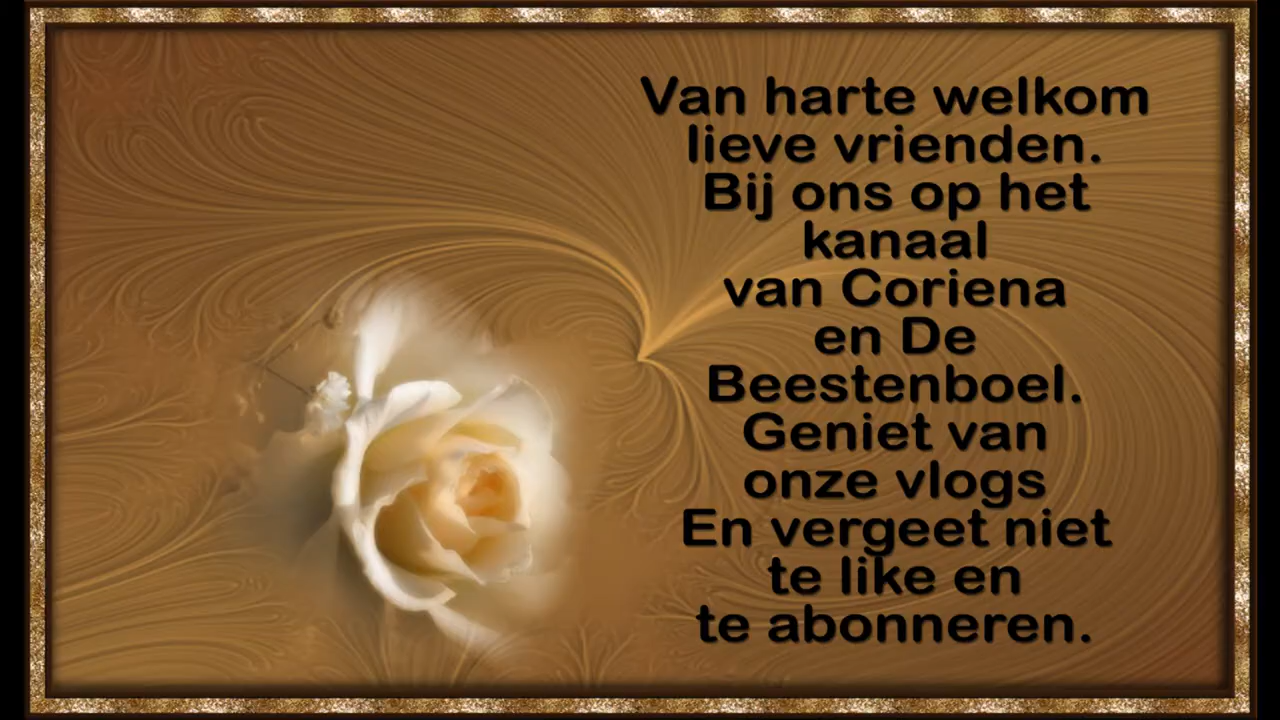 Van harte welkom
lieve vrienden.
Bij ons op het
kanaal
van Coriena
en De
Beestenboel.
Geniet van
onze vlogs
En vergeet niet
te like en
te abonneren.